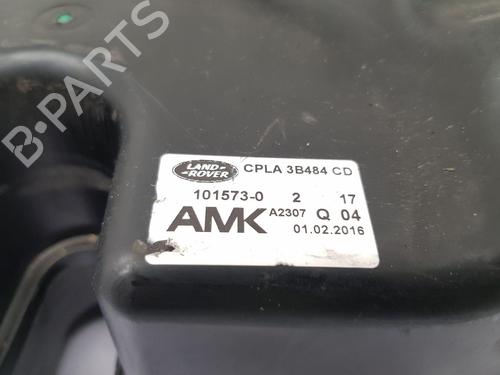 B-PARTS
LAND-
-ROVER
CPLA 3B484 CD
101573-0 2 17
AMK A2307 Q 04
01.02.2016